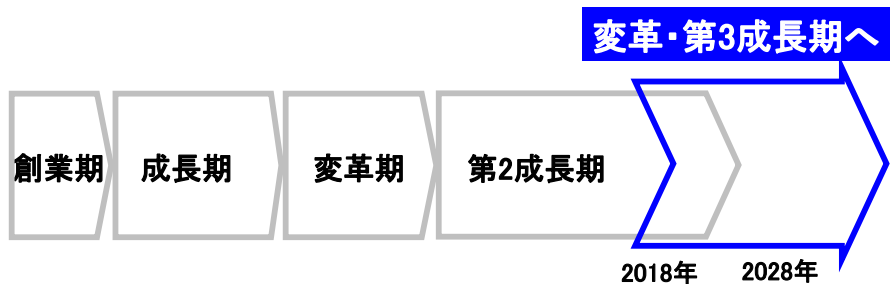 変革・第3成長期へ
創業期
成長期
変革期
第2成長期
2018年
2028年